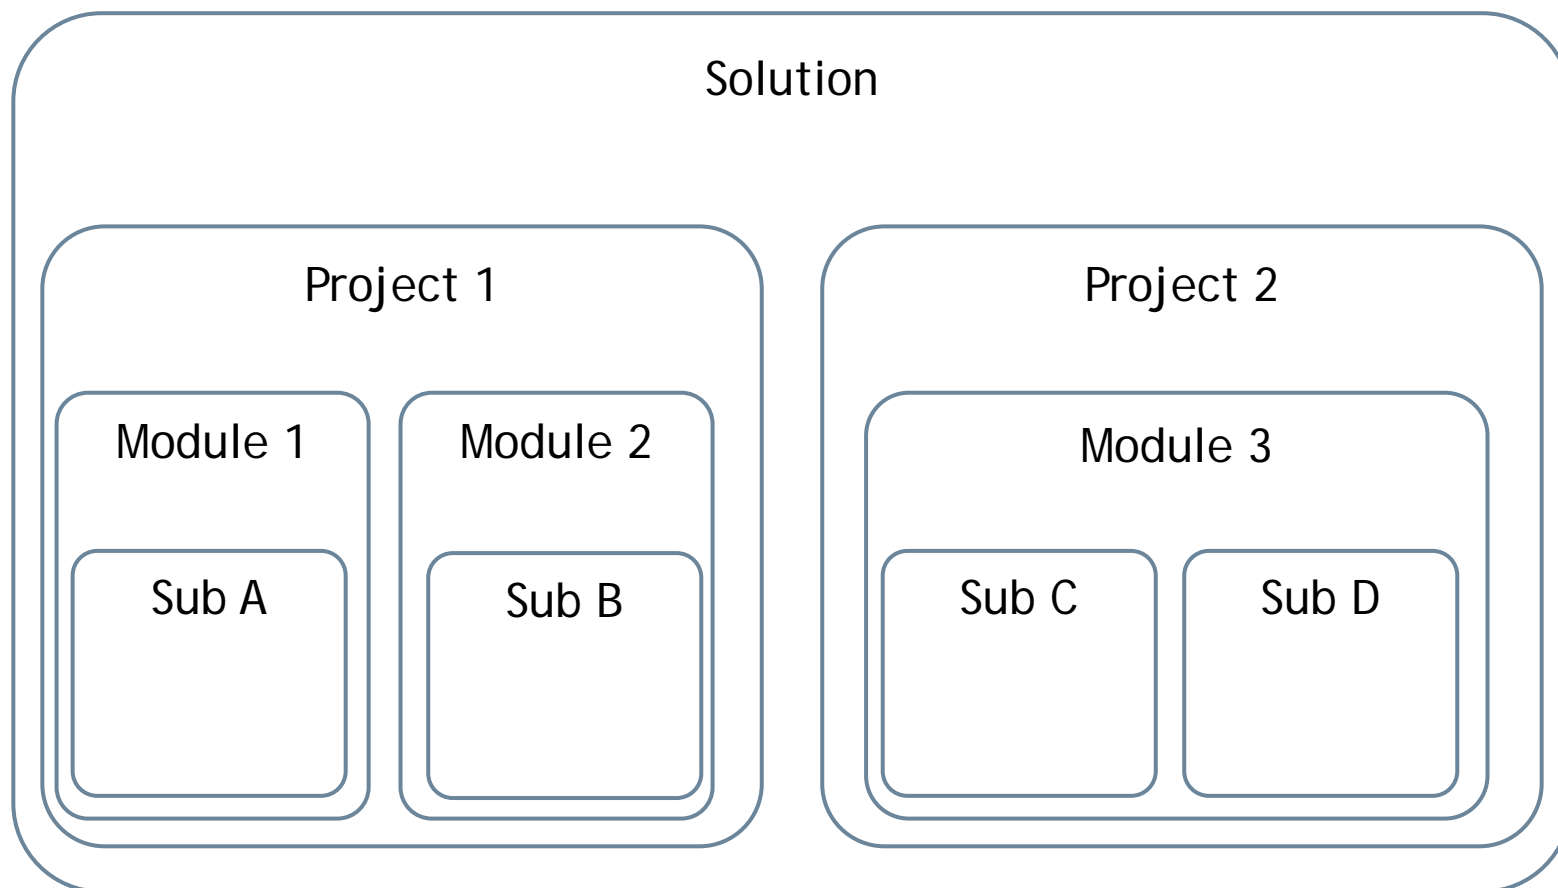 Solution
Project 1
Project 2
Module 1
Module 2
Module 3
Sub A
Sub B
Sub C
Sub D